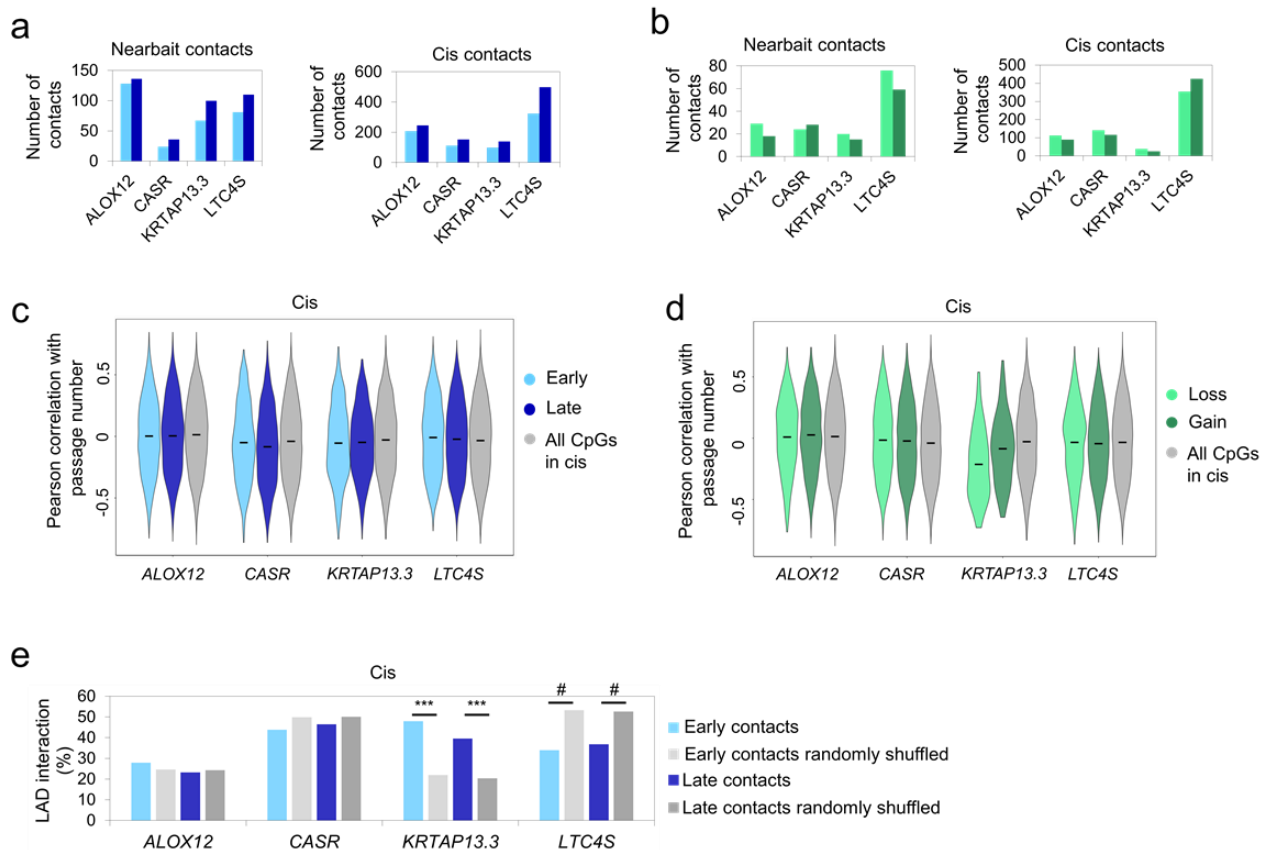 a
Nearbait contacts
Number of
contacts
150
100
50
0
ALOX12
CASR
KRTAP13.3
LTC4S
Cis contacts
Number of
contacts
600
400
200
0
ALOX12
CASR
KRTAP13.3
LTC4S
b
Nearbait contacts
Number of
contacts
80
60
40
20
0
ALOX12
CASR
KRTAP13.3
LTC4S
Cis contacts
Number of
contacts
500
400
300
200
100
0
ALOX12
CASR
KRTAP13.3
LTC4S
c
Cis
Pearson correlation with
passage number
0.5
0
-0.5
ALOX12
CASR
KRTAP13.3
LTC4S
Early
Late
All CpGs
in cis
d
Cis
Pearson correlation with
passage number
0.5
0
-0.5
ALOX12
CASR
KRTAP13.3
LTC4S
Loss
Gain
All CpGs
in cis
e
Cis
LAD interaction
(%)
60
50
40
30
20
10
0
*** ***
# #
ALOX12
CASR
KRTAP13.3
LTC4S
Early contacts
Early contacts randomly shuffled
Late contacts
Late contacts randomly shuffled